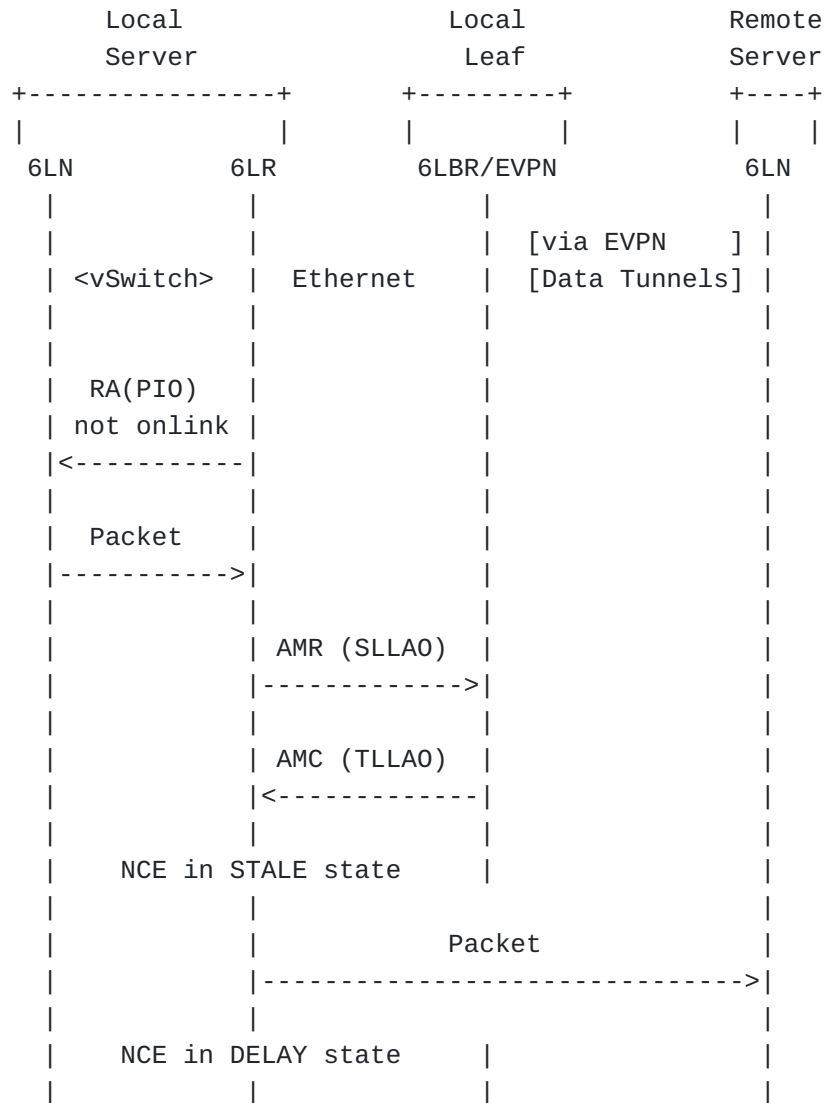 Local Local Remote
Server Leaf Server
+----------------+ +---------+ +----+
| | | | | |
6LN 6LR 6LBR/EVPN 6LN
| | | |
| | | [via EVPN ] |
| <vSwitch> | Ethernet | [Data Tunnels] |
| | | |
| | | |
| RA(PIO) | | |
| not onlink | | |
|<-----------| | |
| | | |
| Packet | | |
|----------->| | |
| | | |
| | AMR (SLLAO) | |
| |------------->| |
| | | |
| | AMC (TLLAO) | |
| |<-------------| |
| | | |
| NCE in STALE state | |
| | |
| | Packet |
| |------------------------------>|
| | |
| NCE in DELAY state | |
| | | |